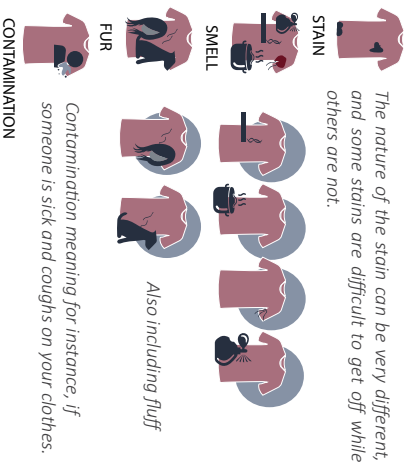 STAIN
The nature of the stain can be very different,
and some stains are difficult to get off while
others are not.
SMELL
FUR
Also including fluff
CONTAMINATION
Contamination meaning for instance, if
someone is sick and coughs on your clothes.